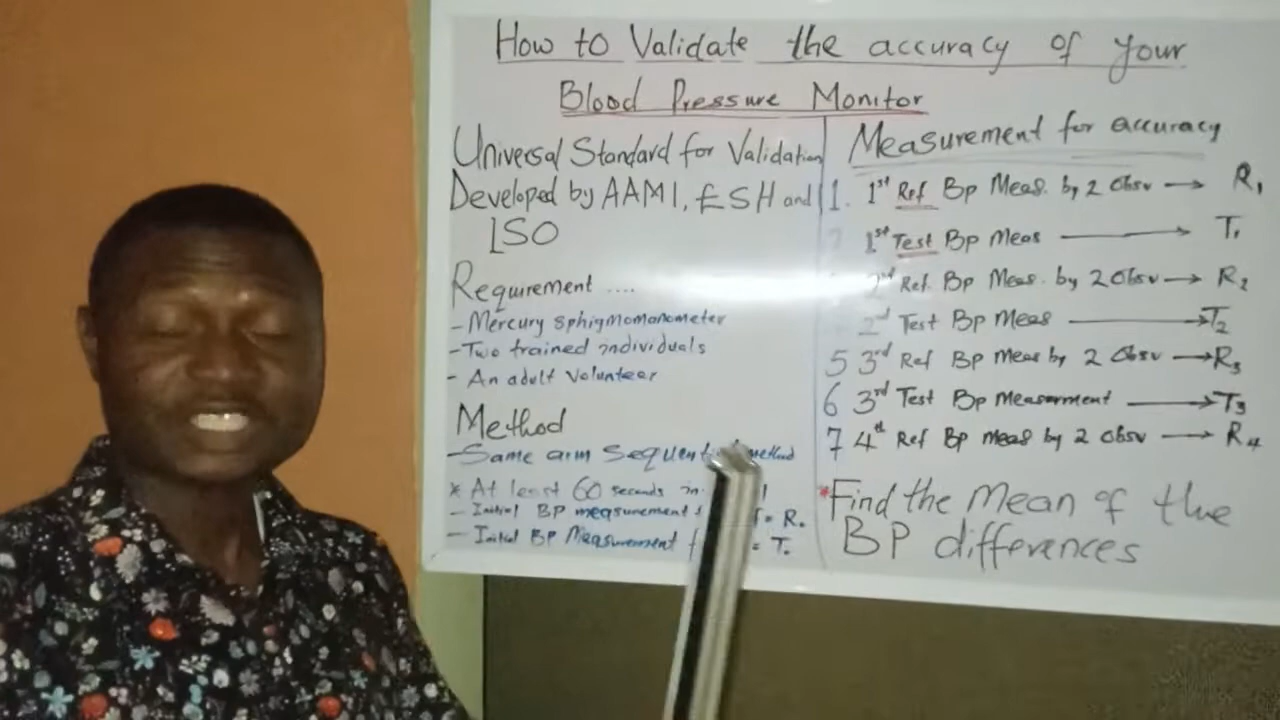 How to Validate the accuracy of your
Blood Pressure Monitor
Universal Standard for Validation
Developed by AAMI, ESH and
ISO
Requirement ....
- Mercury Sphigmomanometer
- Two trained individuals
- An adult Volunteer
Method
- Same arm Sequent method
* At least 60 seconds in
- Initial BP measurement = R.
- Initial BP Measurement = T.
Measurement for accuracy
1. 1st Ref Bp Meas. by 2 Obsv → R1
1st Test Bp Meas → T1
2nd Ref. Bp Meas. by 2 Obsv → R2
2nd Test Bp Meas → T2
5 3rd Ref Bp Meas by 2 Obsv → R3
6 3rd Test Bp Measurment → T3
7 4th Ref Bp meas by 2 obsv → R4
*Find the Mean of the
BP differences